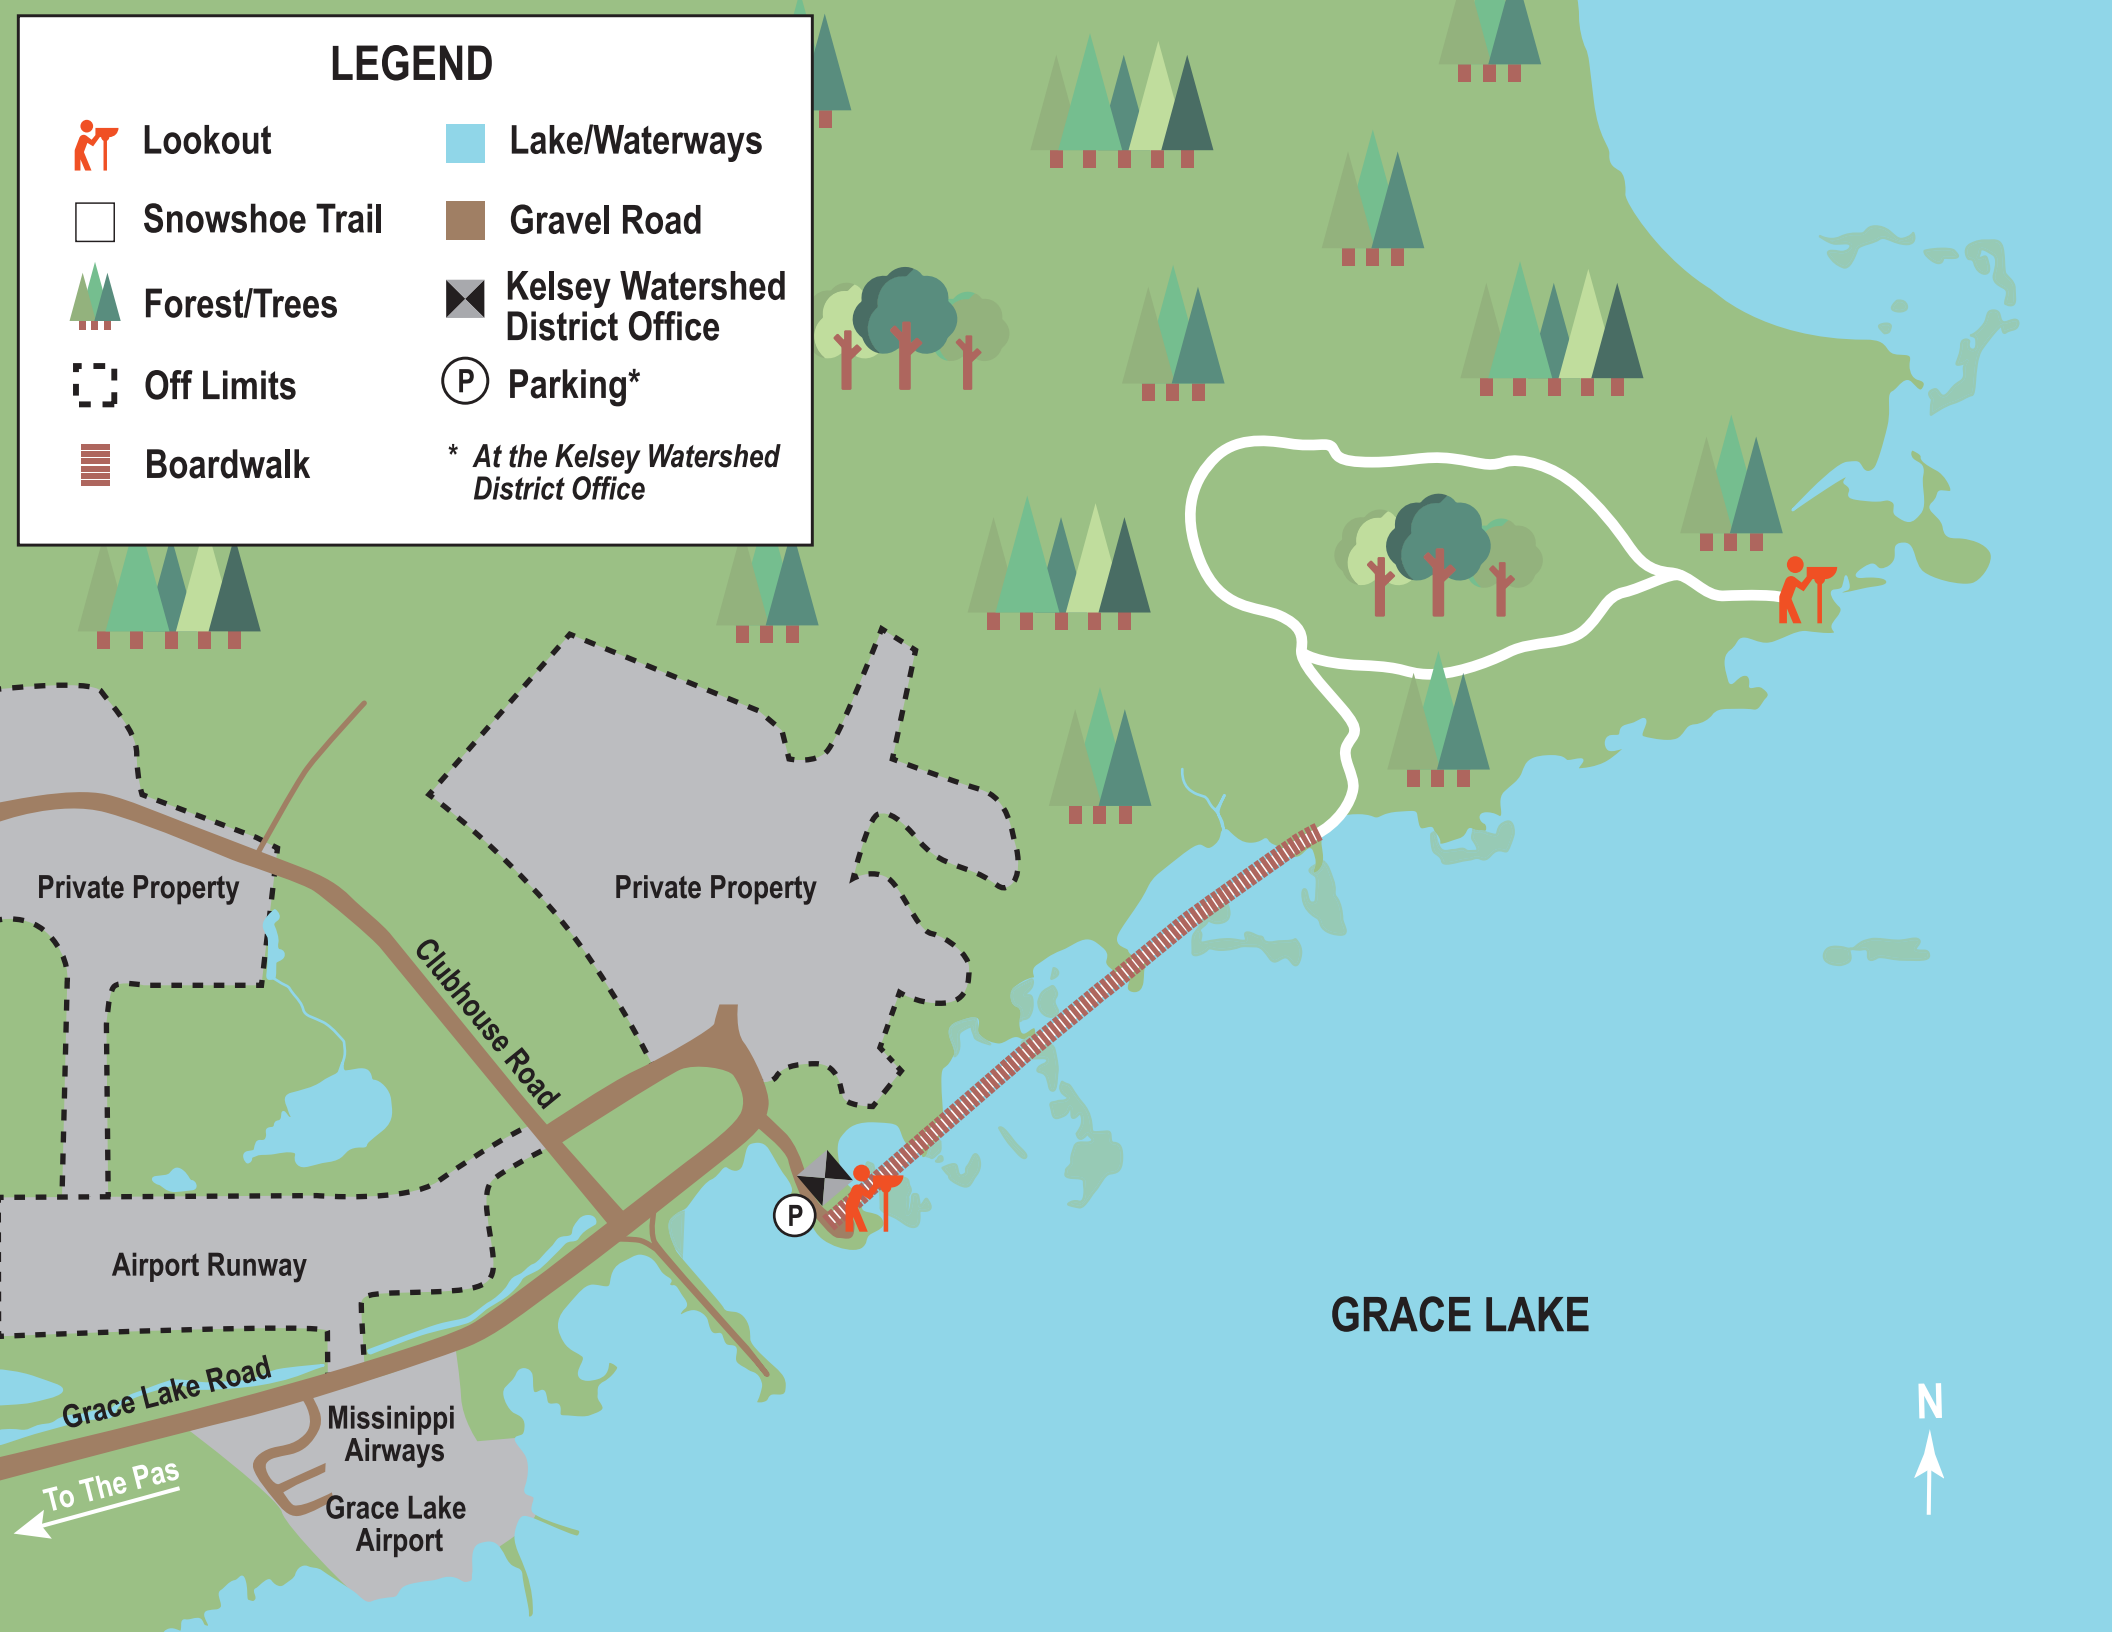 LEGEND
Lookout
Snowshoe Trail
Forest/Trees
Off Limits
Boardwalk
Lake/Waterways
Gravel Road
Kelsey Watershed
District Office
P Parking*
* At the Kelsey Watershed
District Office
Private Property
Private Property
Clubhouse Road
P
Airport Runway
Grace Lake Road
Missinippi
Airways
To The Pas
Grace Lake
Airport
GRACE LAKE
N